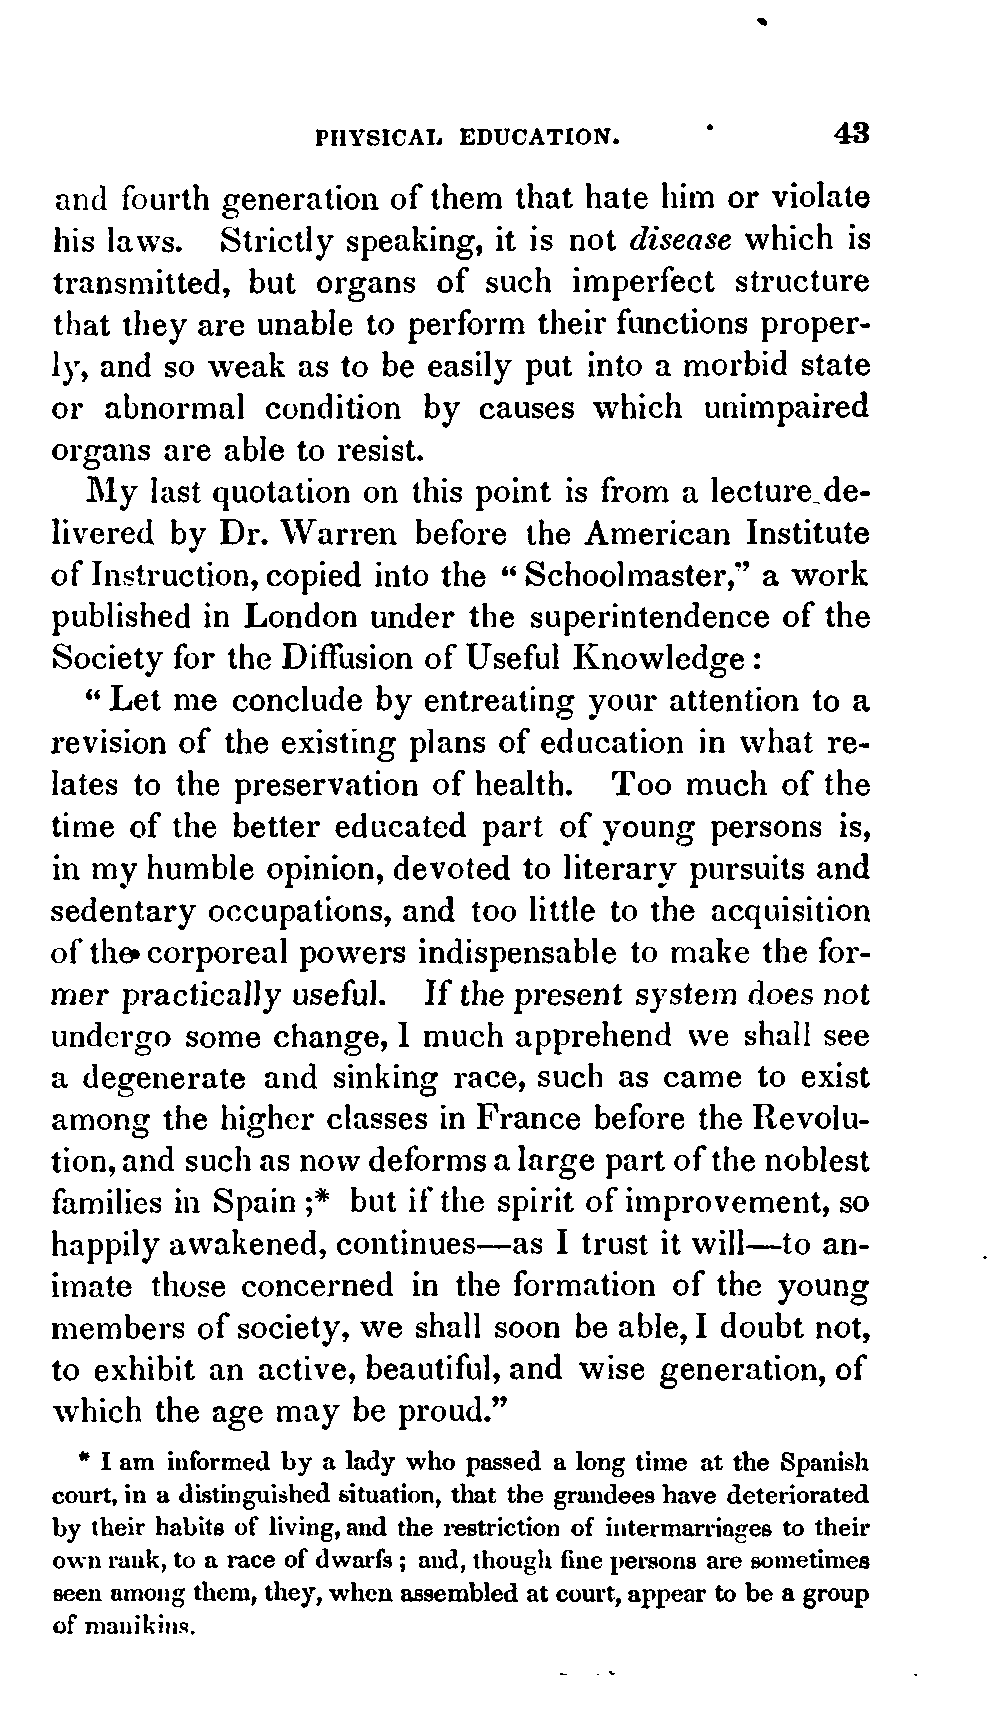 PHYSICAL EDUCATION. 43
and fourth generation of them that hate him or violate
his laws. Strictly speaking, it is not disease which is
transmitted, but organs of such imperfect structure
that they are unable to perform their functions proper-
ly, and so weak as to be easily put into a morbid state
or abnormal condition by causes which unimpaired
organs are able to resist.
My last quotation on this point is from a lecture de-
livered by Dr. Warren before the American Institute
of Instruction, copied into the “Schoolmaster,” a work
published in London under the superintendence of the
Society for the Diffusion of Useful Knowledge:
“Let me conclude by entreating your attention to a
revision of the existing plans of education in what re-
lates to the preservation of health. Too much of the
time of the better educated part of young persons is,
in my humble opinion, devoted to literary pursuits and
sedentary occupations, and too little to the acquisition
of the corporeal powers indispensable to make the for-
mer practically useful. If the present system does not
undergo some change, I much apprehend we shall see
a degenerate and sinking race, such as came to exist
among the higher classes in France before the Revolu-
tion, and such as now deforms a large part of the noblest
families in Spain;* but if the spirit of improvement, so
happily awakened, continues—as I trust it will—to an-
imate those concerned in the formation of the young
members of society, we shall soon be able, I doubt not,
to exhibit an active, beautiful, and wise generation, of
which the age may be proud.”
* I am informed by a lady who passed a long time at the Spanish
court, in a distinguished situation, that the grandees have deteriorated
by their habits of living, and the restriction of intermarriages to their
own rank, to a race of dwarfs; and, though fine persons are sometimes
seen among them, they, when assembled at court, appear to be a group
of manikins.